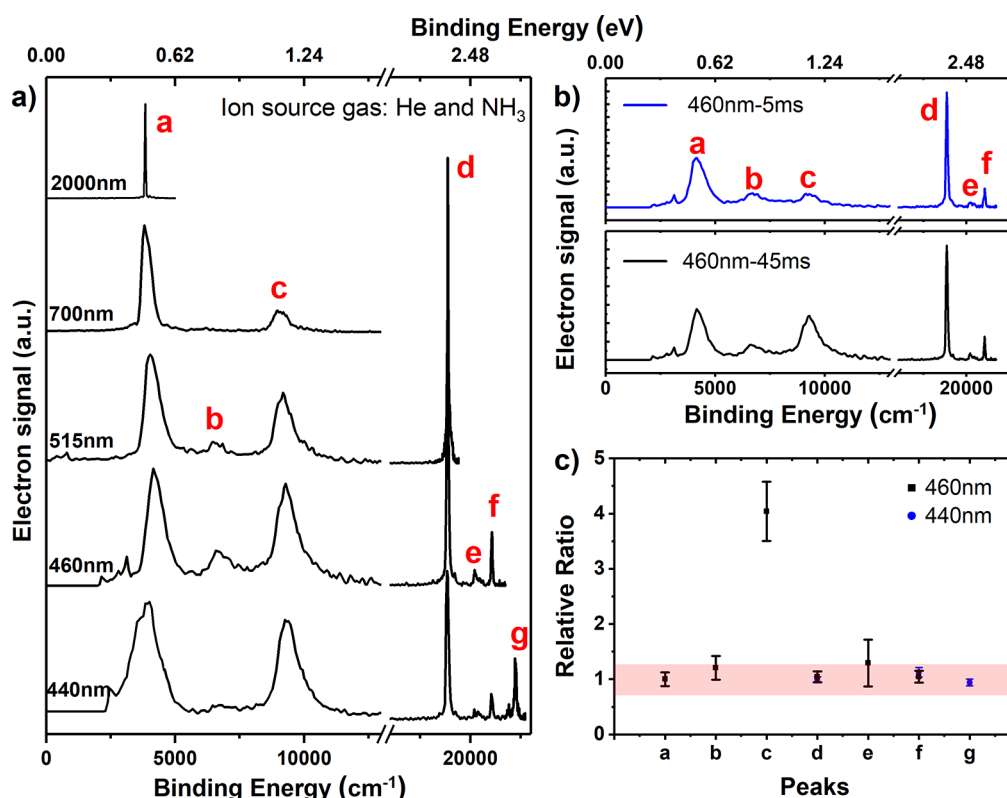 Binding Energy (eV)
0.00 0.62 1.24 2.48
a) Ion source gas: He and NH3
a
2000nm
d
700nm
c
515nm
b
460nm
e
f
440nm
g
Electron signal (a.u.)
0 5000 10000 20000
Binding Energy (cm-1)
0.00 0.62 1.24 2.48
b) 460nm-5ms
a b c d e f
Electron signal (a.u.)
460nm-45ms
Electron signal (a.u.)
0 5000 10000 20000
Binding Energy (cm-1)
c)
460nm
440nm
Relative Ratio
5
4
3
2
1
0
a b c d e f g
Peaks